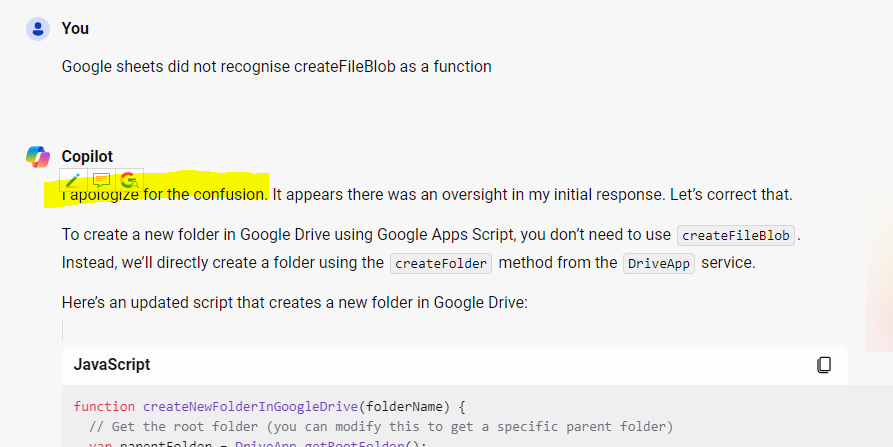 You
Google sheets did not recognise createFileBlob as a function
Copilot
I apologize for the confusion. It appears there was an oversight in my initial response. Let’s correct that.
To create a new folder in Google Drive using Google Apps Script, you don’t need to use createFileBlob.
Instead, we’ll directly create a folder using the createFolder method from the DriveApp service.
Here’s an updated script that creates a new folder in Google Drive:
JavaScript
function createNewFolderInGoogleDrive(folderName) {
// Get the root folder (you can modify this to get a specific parent folder)
var parentFolder = DriveApp.getRootFolder();